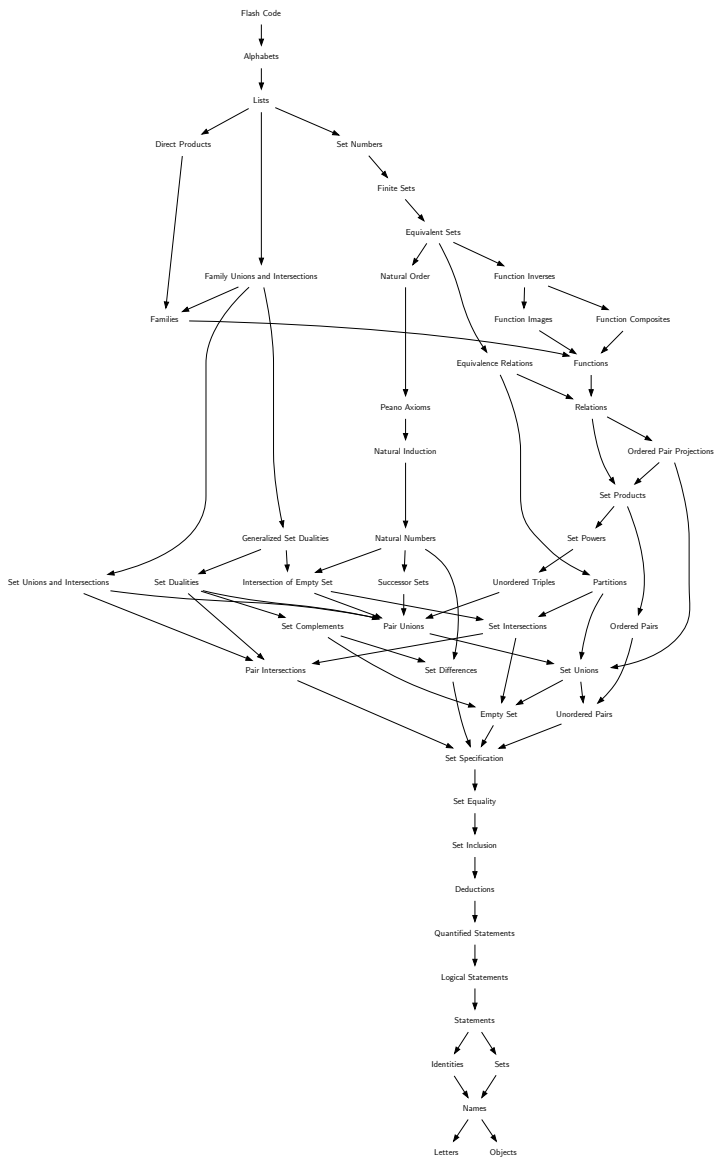 Flash Code
Alphabets
Lists
Direct Products
Set Numbers
Finite Sets
Equivalent Sets
Family Unions and Intersections
Natural Order
Function Inverses
Families
Function Images
Function Composites
Equivalence Relations
Functions
Peano Axioms
Relations
Natural Induction
Ordered Pair Projections
Set Products
Generalized Set Dualities
Natural Numbers
Set Powers
Set Unions and Intersections
Set Dualities
Intersection of Empty Set
Successor Sets
Unordered Triples
Partitions
Set Complements
Pair Unions
Set Intersections
Ordered Pairs
Pair Intersections
Set Differences
Set Unions
Empty Set
Unordered Pairs
Set Specification
Set Equality
Set Inclusion
Deductions
Quantified Statements
Logical Statements
Statements
Identities
Sets
Names
Letters
Objects